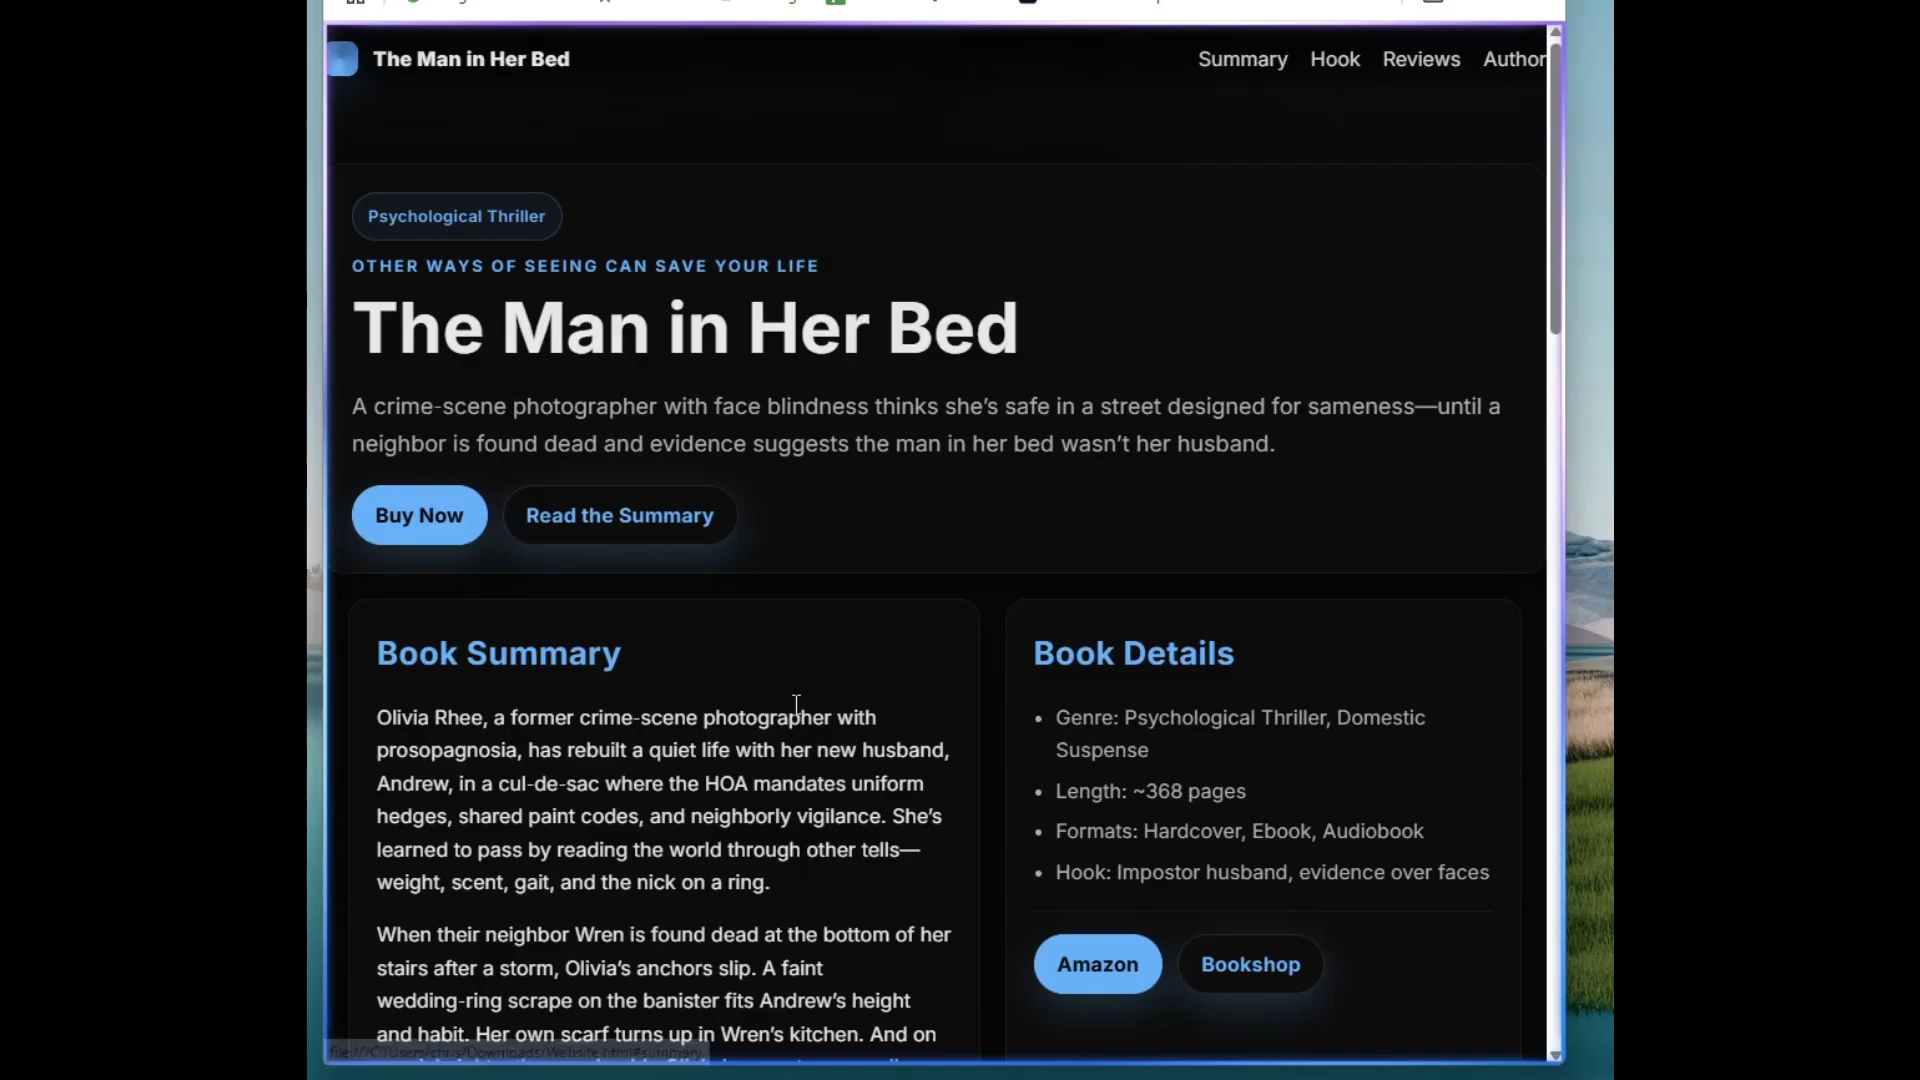 The Man in Her Bed
Summary Hook Reviews Author
Psychological Thriller
OTHER WAYS OF SEEING CAN SAVE YOUR LIFE
The Man in Her Bed
A crime-scene photographer with face blindness thinks she’s safe in a street designed for sameness—until a
neighbor is found dead and evidence suggests the man in her bed wasn’t her husband.
Buy Now
Read the Summary
Book Summary
Olivia Rhee, a former crime-scene photographer with
prosopagnosia, has rebuilt a quiet life with her new husband,
Andrew, in a cul-de-sac where the HOA mandates uniform
hedges, shared paint codes, and neighborly vigilance. She’s
learned to pass by reading the world through other tells—
weight, scent, gait, and the nick on a ring.
When their neighbor Wren is found dead at the bottom of her
stairs after a storm, Olivia’s anchors slip. A faint
wedding-ring scrape on the banister fits Andrew’s height
and habit. Her own scarf turns up in Wren’s kitchen. And on
Book Details
• Genre: Psychological Thriller, Domestic
Suspense
• Length: ~368 pages
• Formats: Hardcover, Ebook, Audiobook
• Hook: Impostor husband, evidence over faces
Amazon
Bookshop
file:///C:/Users/chris/Downloads/Website.html#summary